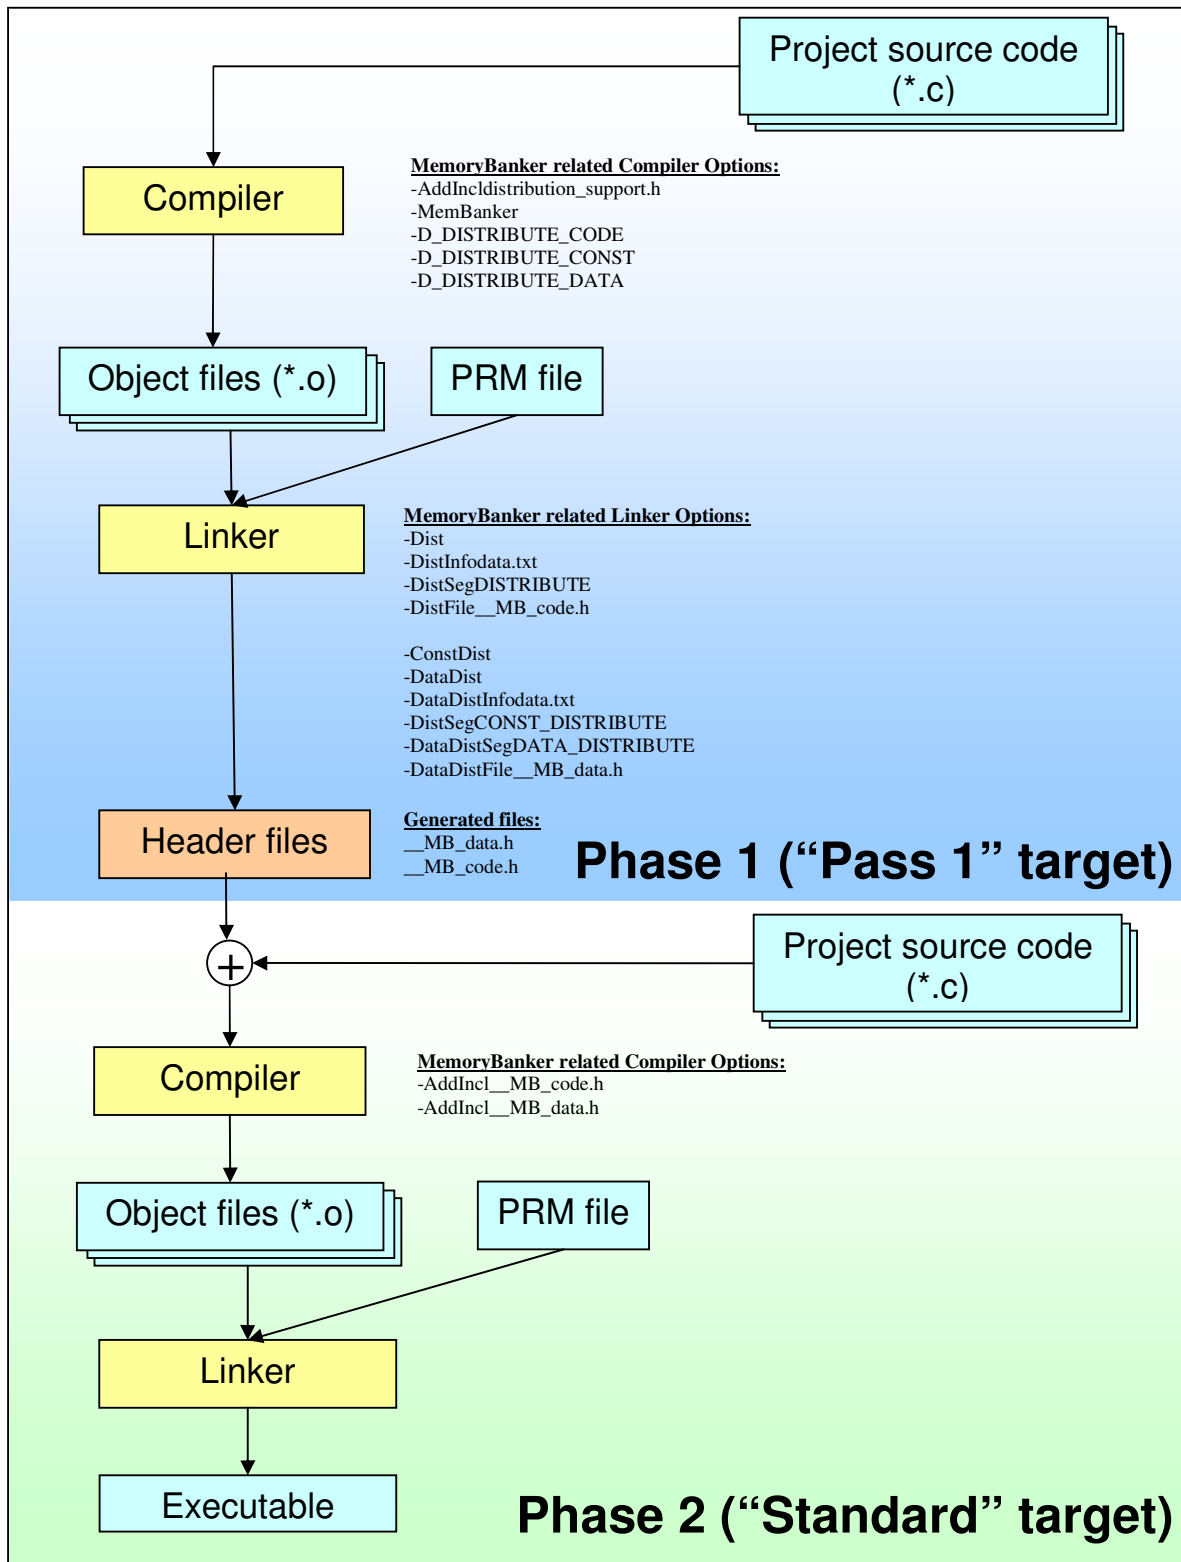 Project source code
(*.c)
Compiler
MemoryBanker related Compiler Options:
-AddIncldistribution_support.h
-MemBanker
-D_DISTRIBUTE_CODE
-D_DISTRIBUTE_CONST
-D_DISTRIBUTE_DATA
Object files (*.o)
PRM file
Linker
MemoryBanker related Linker Options:
-Dist
-DistInfodata.txt
-DistSegDISTRIBUTE
-DistFile__MB_code.h
-ConstDist
-DataDist
-DataDistInfodata.txt
-DistSegCONST_DISTRIBUTE
-DataDistSegDATA_DISTRIBUTE
-DataDistFile__MB_data.h
Header files
Generated files:
__MB_data.h
__MB_code.h
Phase 1 (“Pass 1” target)
+
Project source code
(*.c)
Compiler
MemoryBanker related Compiler Options:
-AddIncl__MB_code.h
-AddIncl__MB_data.h
Object files (*.o)
PRM file
Linker
Executable
Phase 2 (“Standard” target)